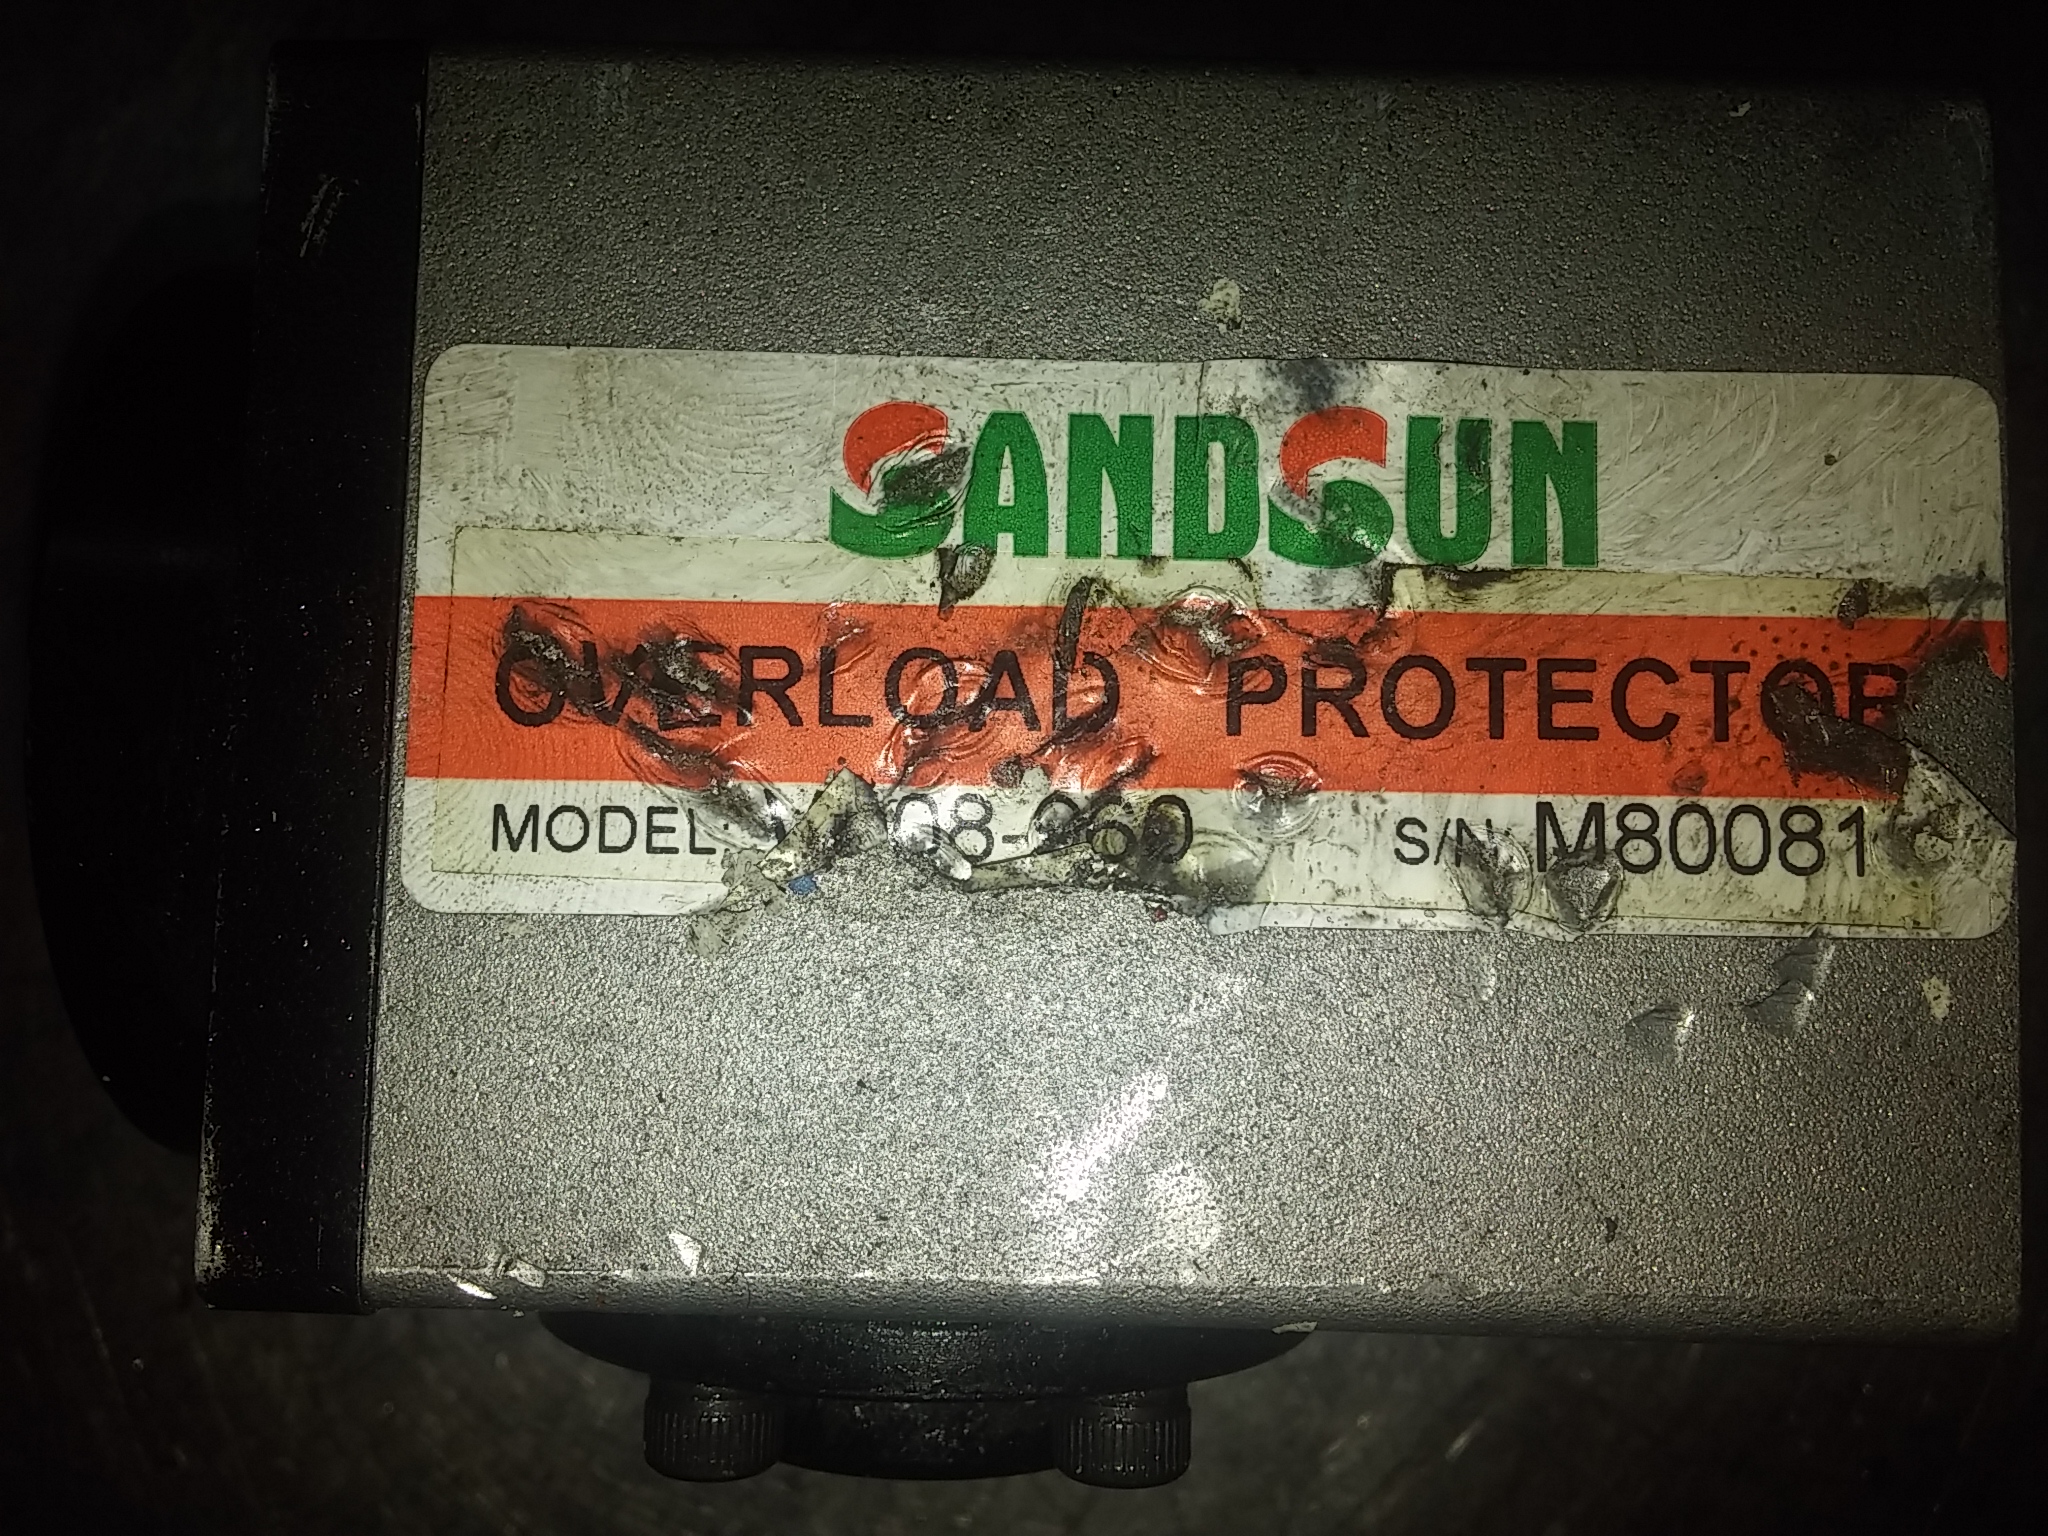 SANDSUN
OVERLOAD PROTECTOR
MODEL: S/N: M80081